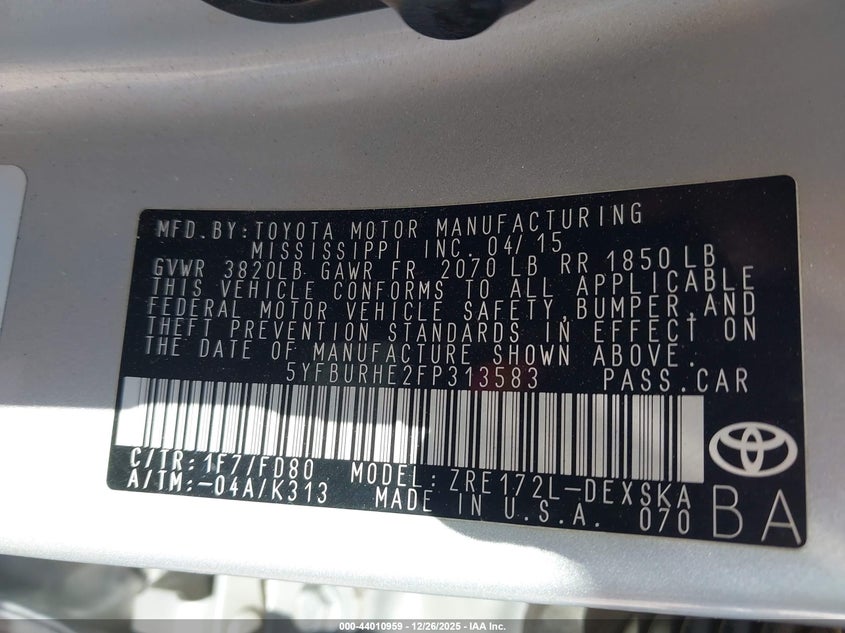 MFD. BY: TOYOTA MOTOR MANUFACTURING
MISSISSIPPI INC. 04/15
GVWR 3820LB GAWR FR 2070 LB RR 1850 LB
THIS VEHICLE CONFORMS TO ALL APPLICABLE
FEDERAL MOTOR VEHICLE SAFETY, BUMPER, AND
THEFT PREVENTION STANDARDS IN EFFECT ON
THE DATE OF MANUFACTURE SHOWN ABOVE.
5YFBURHE2FP313583 PASS.CAR
C/TR: 1F7/FD80 MODEL: ZRE172L-DEXSKA
A/TM: -04A/K313 MADE IN U.S.A. 070
BA
000-44010959 - 12/26/2025 - IAA Inc.